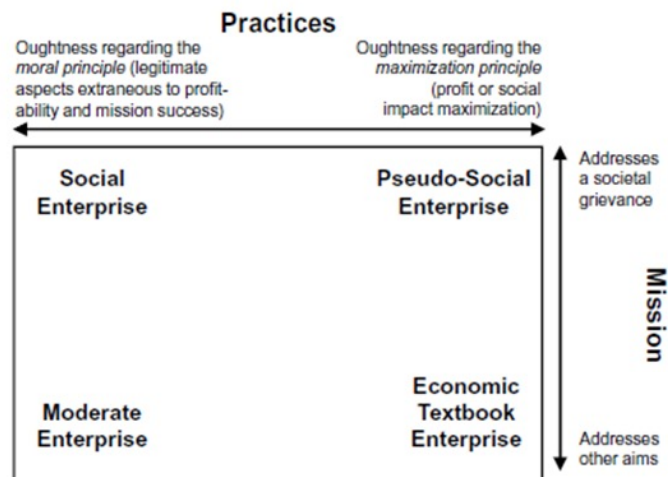 Practices
Oughtness regarding the
moral principle (legitimate
aspects extraneous to profit-
ability and mission success)
Oughtness regarding the
maximization principle
(profit or social
impact maximization)
Social
Enterprise
Pseudo-Social
Enterprise
Addresses
a societal
grievance
Mission
Moderate
Enterprise
Economic
Textbook
Enterprise
Addresses
other aims